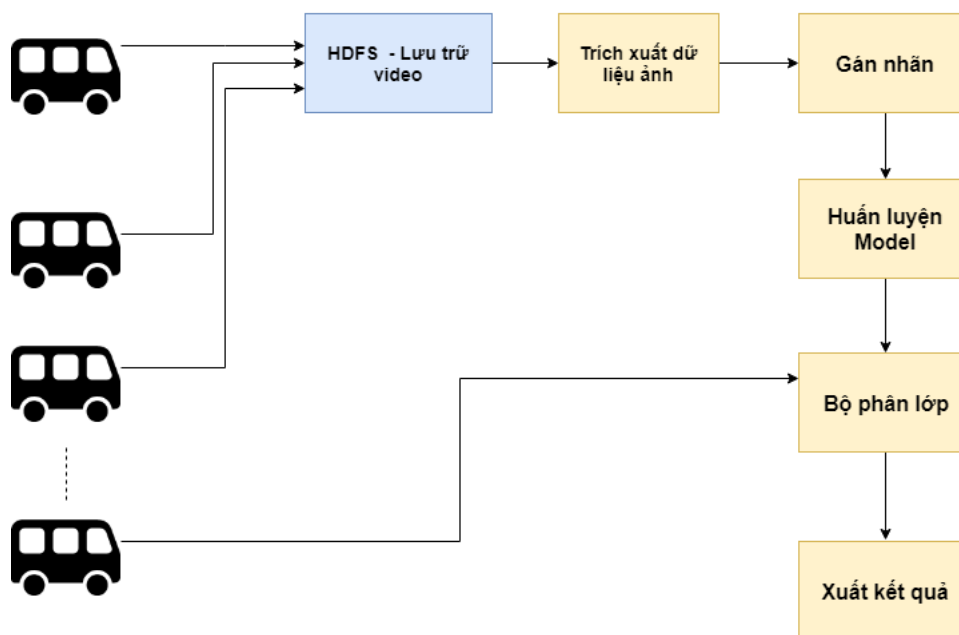 HDFS - Lưu trữ
video
Trích xuất dữ
liệu ảnh
Gán nhãn
Huấn luyện
Model
Bộ phân lớp
Xuất kết quả